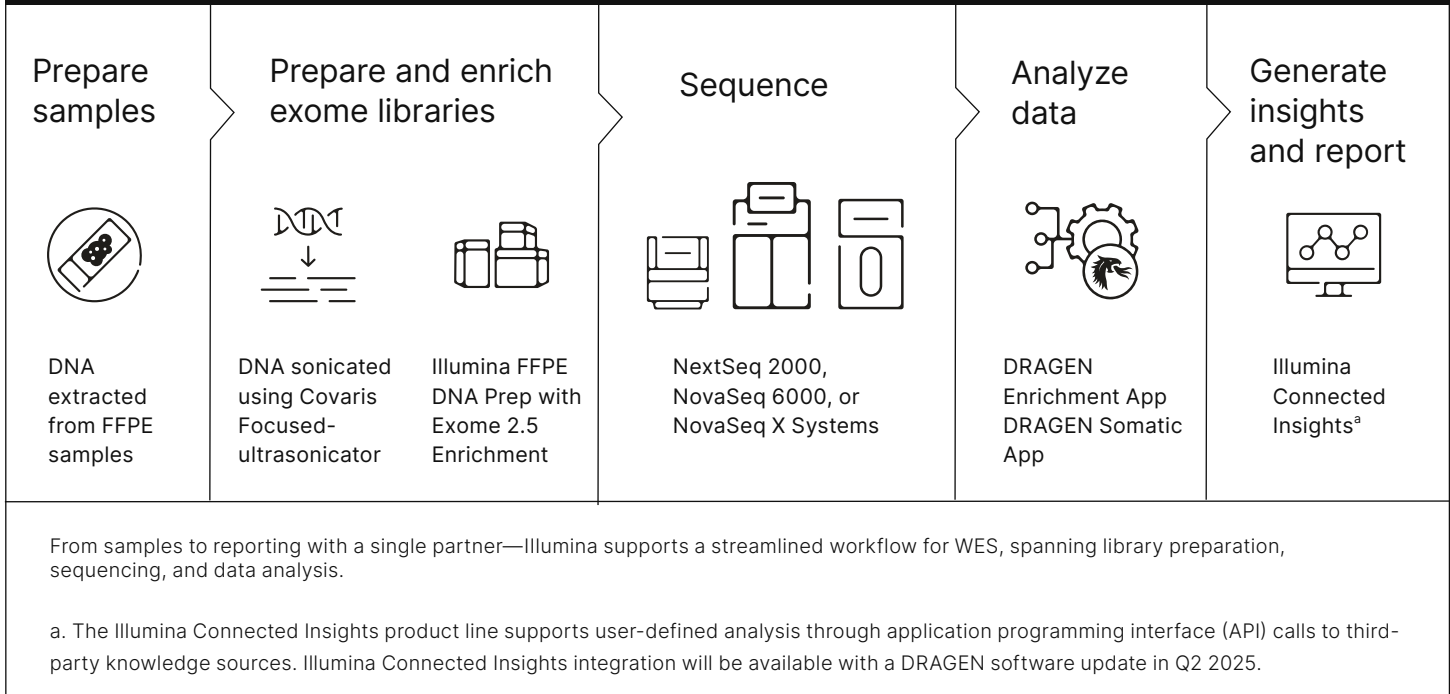 Prepare
samples
Prepare and enrich
exome libraries
Sequence
Analyze
data
Generate
insights
and report
DNA
extracted
from FFPE
samples
DNA sonicated
using Covaris
Focused-
ultrasonicator
Illumina FFPE
DNA Prep with
Exome 2.5
Enrichment
NextSeq 2000,
NovaSeq 6000, or
NovaSeq X Systems
DRAGEN
Enrichment App
DRAGEN Somatic
App
Illumina
Connected
Insightsᵃ
From samples to reporting with a single partner—Illumina supports a streamlined workflow for WES, spanning library preparation,
sequencing, and data analysis.
a. The Illumina Connected Insights product line supports user-defined analysis through application programming interface (API) calls to third-
party knowledge sources. Illumina Connected Insights integration will be available with a DRAGEN software update in Q2 2025.